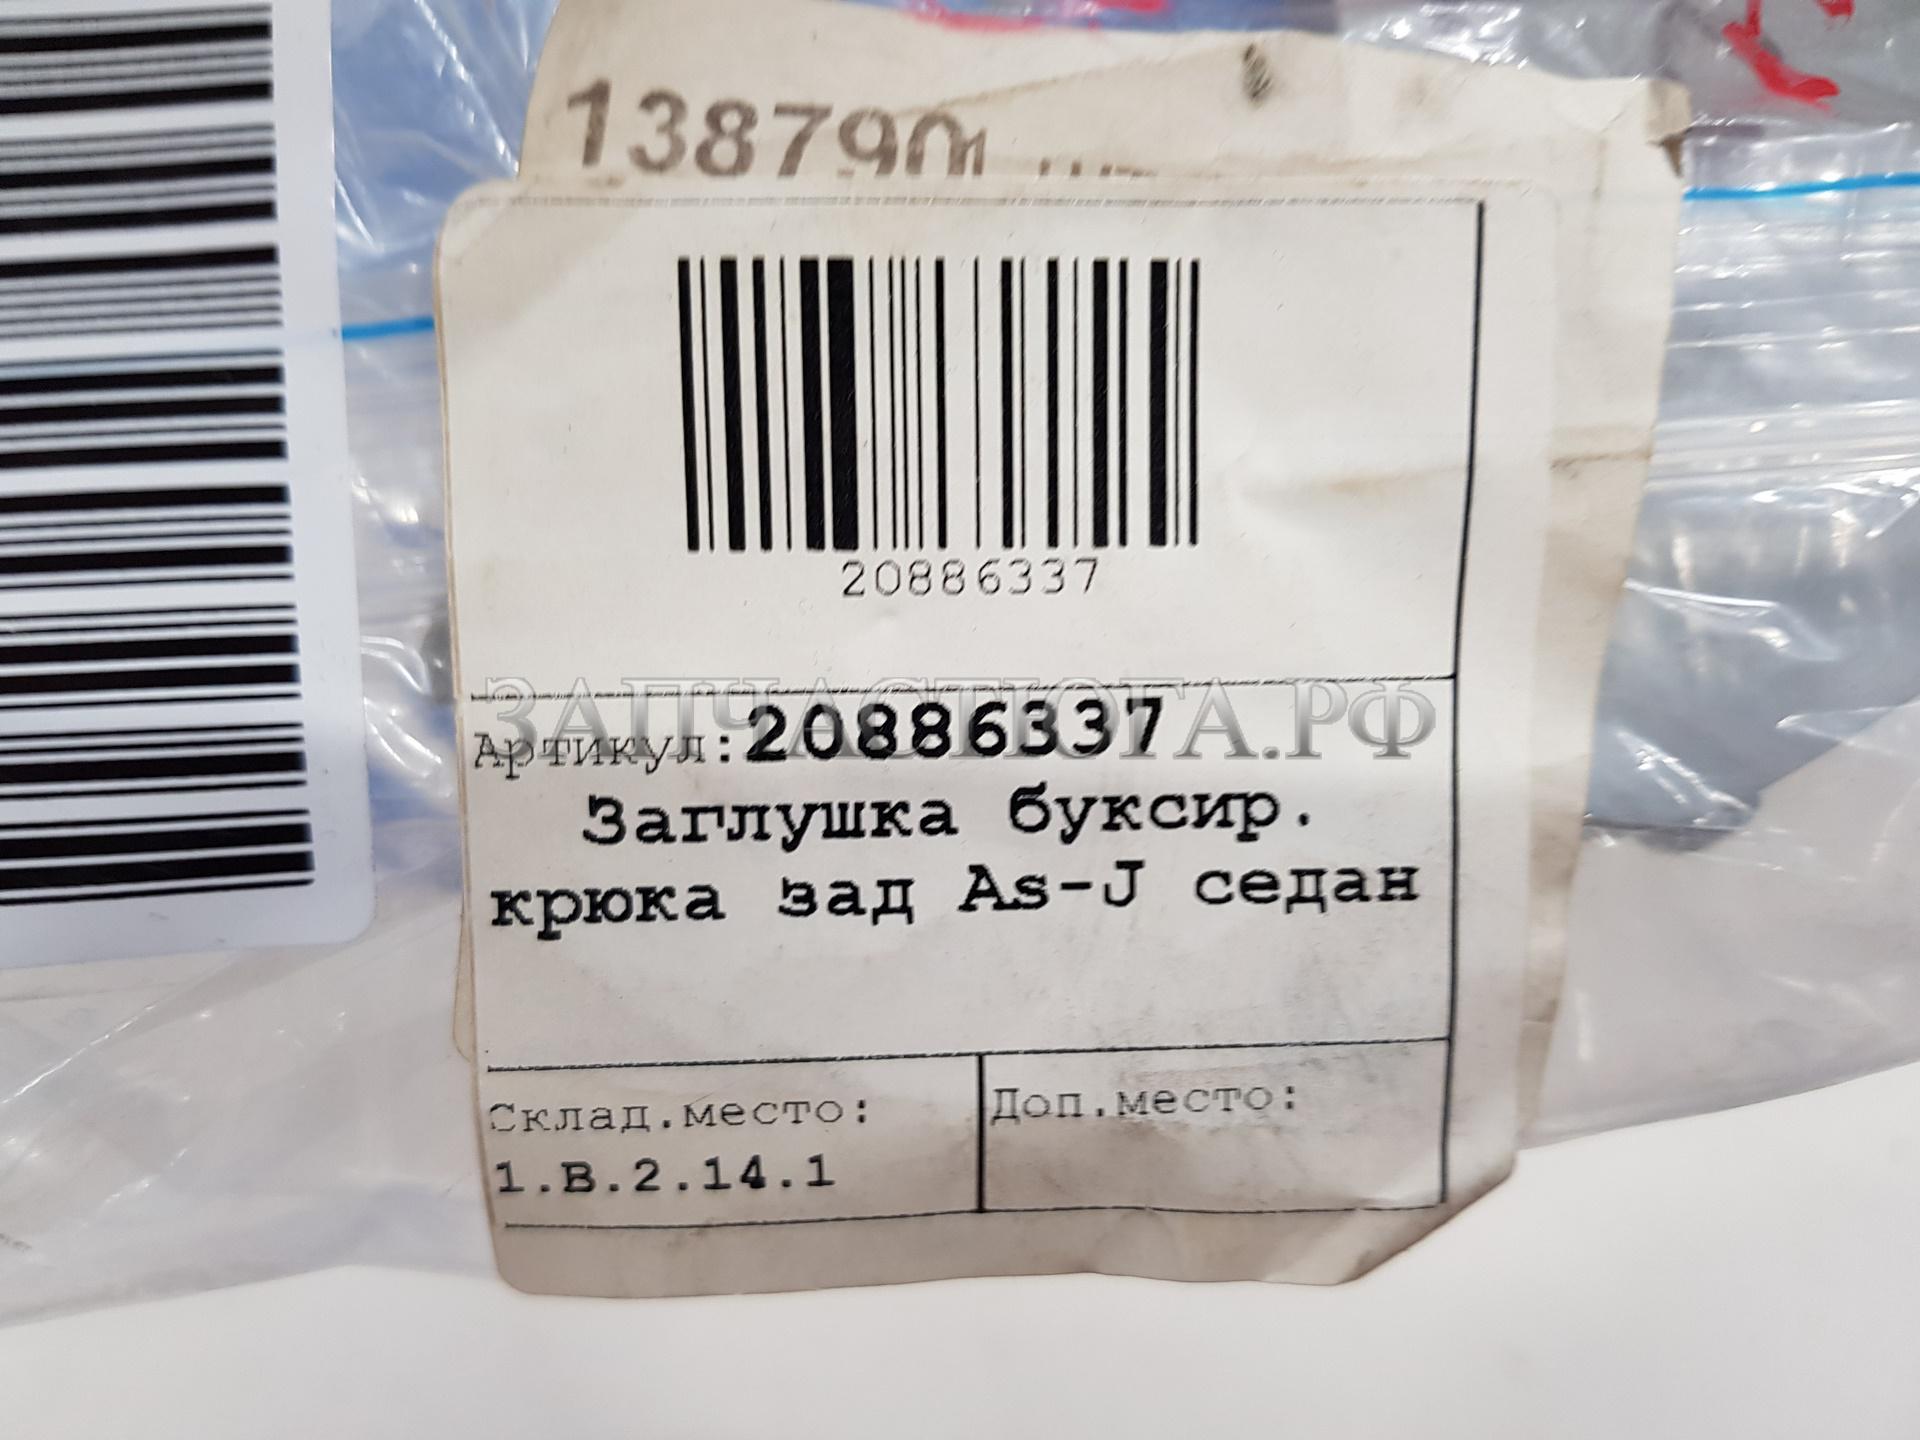 138790
20886337
ЗАПЧАСТЮГА.РФ
Артикул:20886337
Заглушка буксир.
крюка зад As-J седан
Склад.место:
Доп.место:
1.В.2.14.1